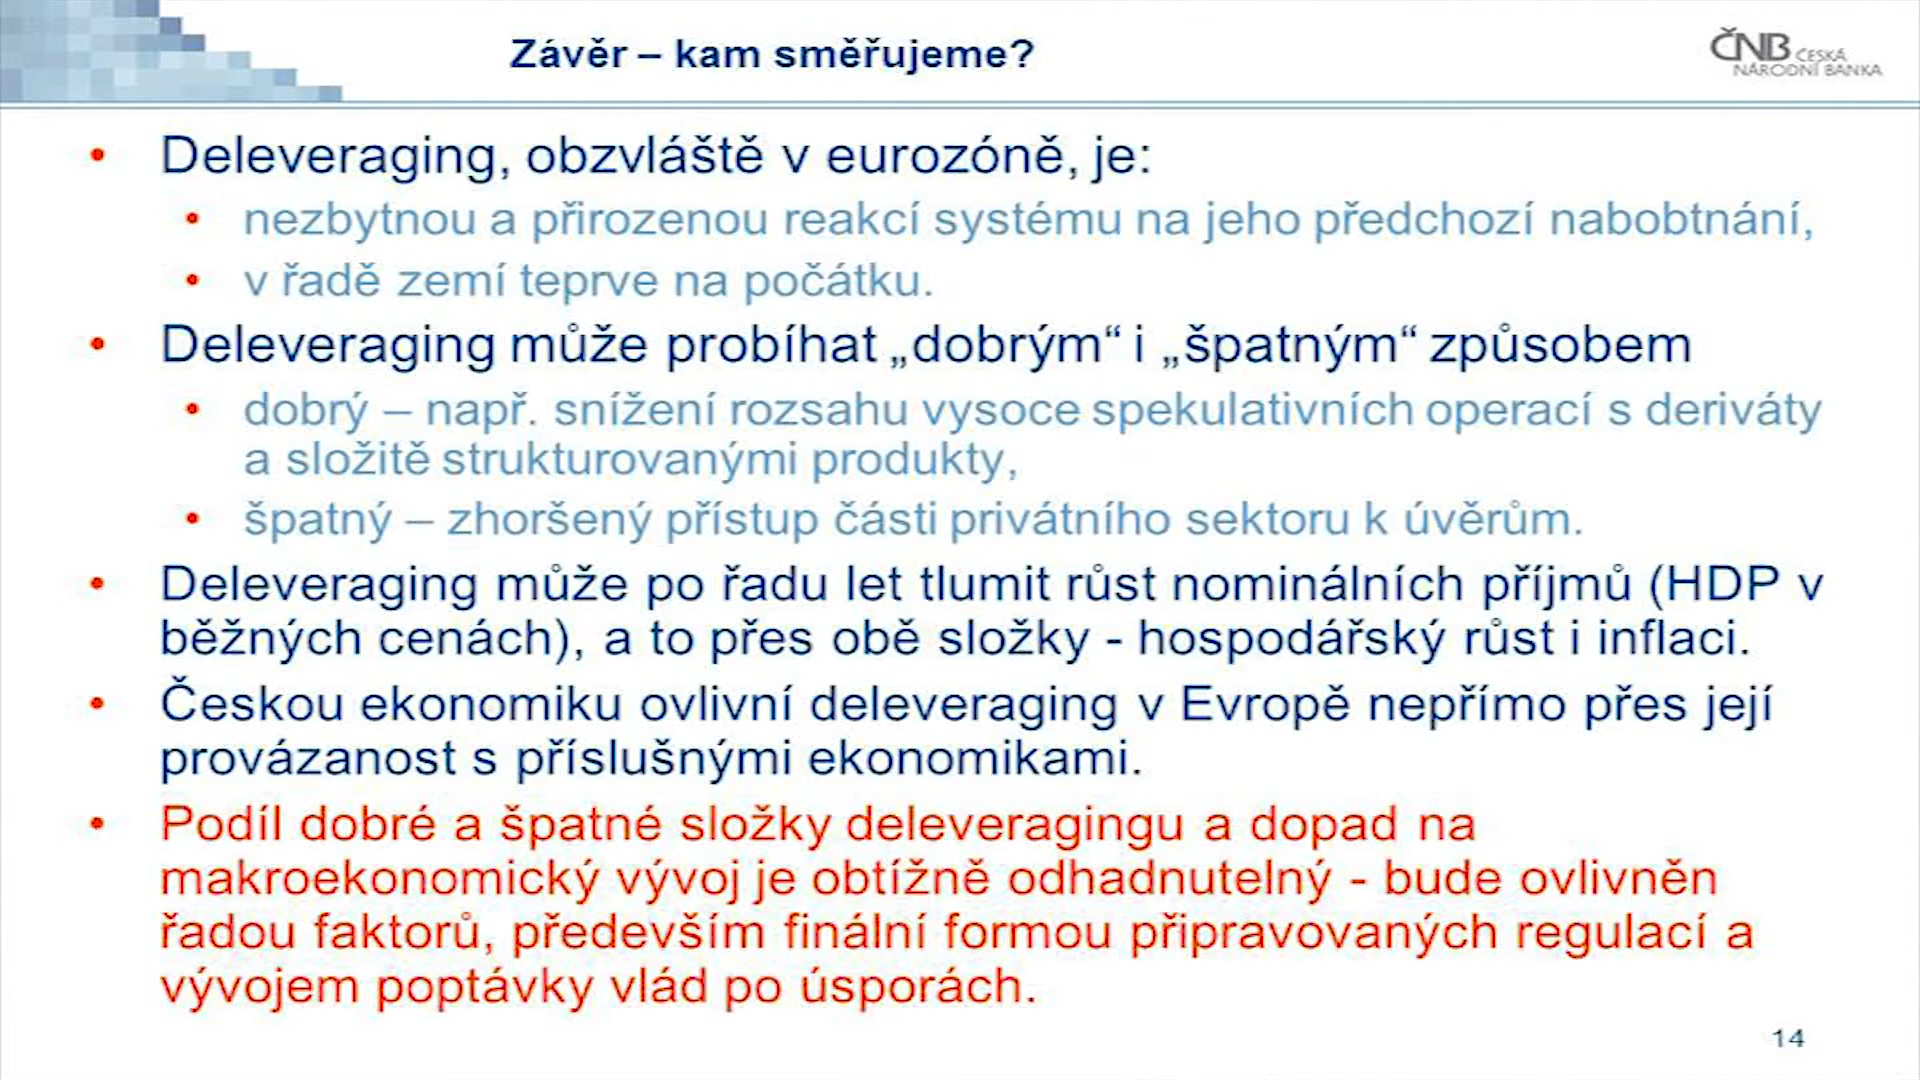 Závěr – kam směřujeme?
ČNB ČESKÁ
NÁRODNÍ BANKA
• Deleveraging, obzvláště v eurozóně, je:
• nezbytnou a přirozenou reakcí systému na jeho předchozí nabobtnání,
• v řadě zemí teprve na počátku.
• Deleveraging může probíhat „dobrým“ i „špatným“ způsobem
• dobrý – např. snížení rozsahu vysoce spekulativních operací s deriváty
a složitě strukturovanými produkty,
• špatný – zhoršený přístup části privátního sektoru k úvěrům.
• Deleveraging může po řadu let tlumit růst nominálních příjmů (HDP v
běžných cenách), a to přes obě složky - hospodářský růst i inflaci.
• Českou ekonomiku ovlivní deleveraging v Evropě nepřímo přes její
provázanost s příslušnými ekonomikami.
• Podíl dobré a špatné složky deleveragingu a dopad na
makroekonomický vývoj je obtížně odhadnutelný - bude ovlivněn
řadou faktorů, především finální formou připravovaných regulací a
vývojem poptávky vlád po úsporách.
14